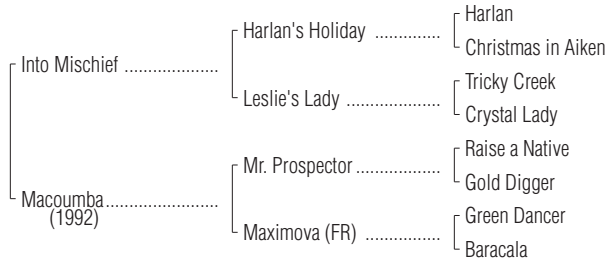 Harlan
Harlan's Holiday ..............
Christmas in Aiken
Into Mischief ....................
Tricky Creek
Leslie's Lady ....................
Crystal Lady
Raise a Native
Mr. Prospector ..................
Gold Digger
Macoumba........................
(1992)
Green Dancer
Maximova (FR) ................
Baracala